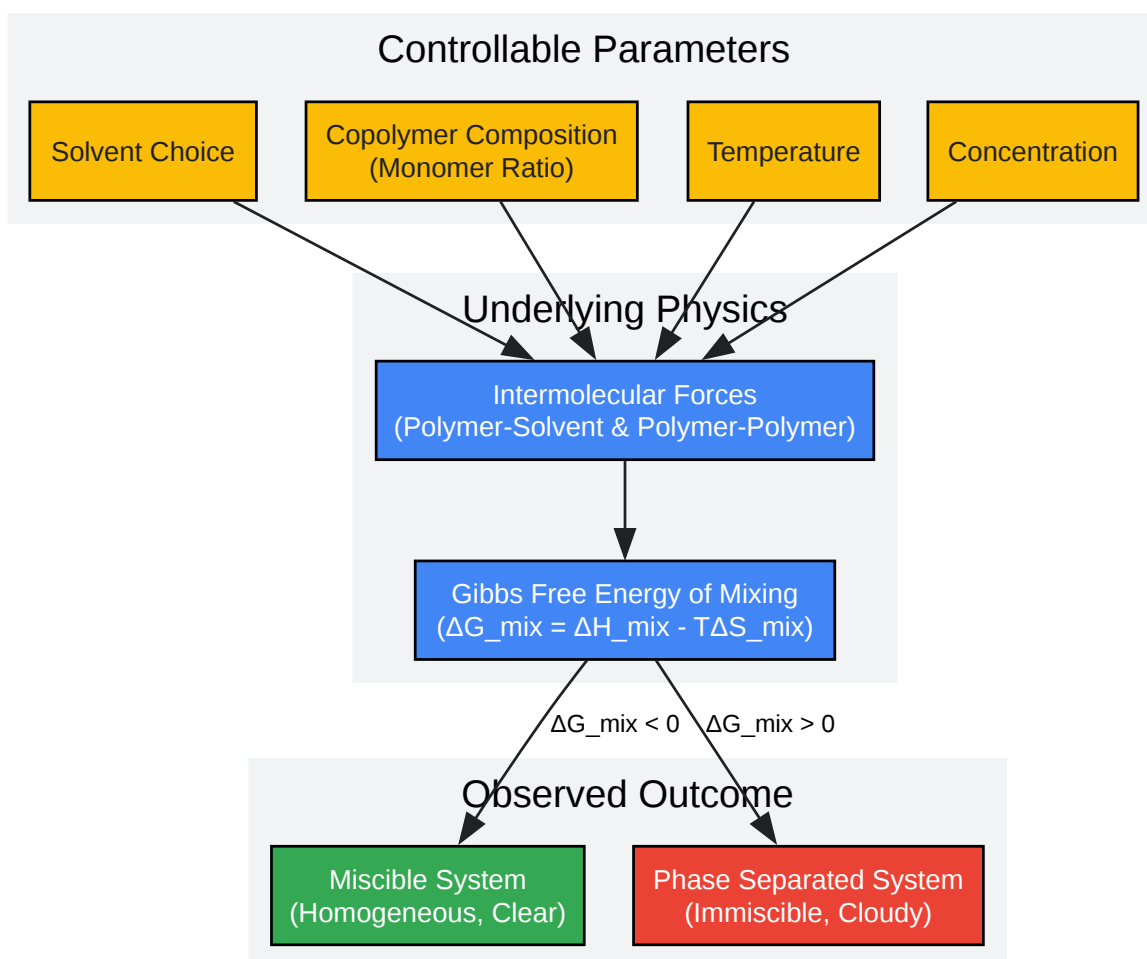 Controllable Parameters
Solvent Choice
Copolymer Composition
(Monomer Ratio)
Temperature
Concentration
Underlying Physics
Intermolecular Forces
(Polymer-Solvent & Polymer-Polymer)
Gibbs Free Energy of Mixing
(ΔG_mix = ΔH_mix - TΔS_mix)
ΔG_mix < 0
ΔG_mix > 0
Observed Outcome
Miscible System
(Homogeneous, Clear)
Phase Separated System
(Immiscible, Cloudy)